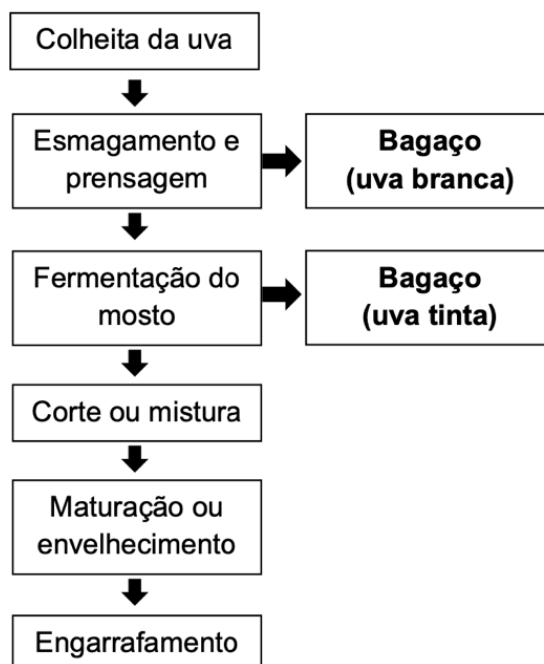 Colheita da uva
Esmagamento e
prensagem
Bagaço
(uva branca)
Fermentação do
mosto
Bagaço
(uva tinta)
Corte ou mistura
Maturação ou
envelhecimento
Engarrafamento